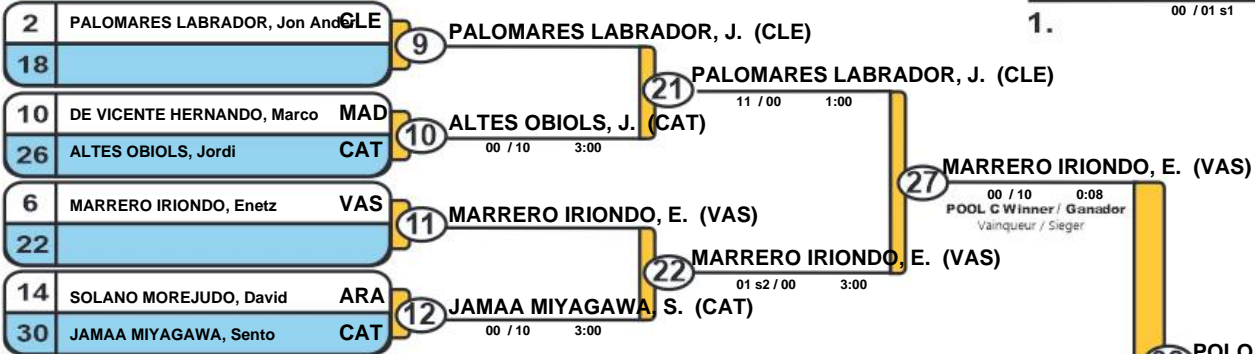 00 / 01 s1
1.
2 PALOMARES LABRADOR, Jon Ander CLE
18
9 PALOMARES LABRADOR, J. (CLE)
10 DE VICENTE HERNANDO, Marco MAD
26 ALTES OBIOLS, Jordi CAT
10 ALTES OBIOLS, J. (CAT)
00 / 10 3:00
21 PALOMARES LABRADOR, J. (CLE)
11 / 00 1:00
6 MARRERO IRIONDO, Enetz VAS
22
11 MARRERO IRIONDO, E. (VAS)
14 SOLANO MOREJUDO, David ARA
30 JAMAA MIYAGAWA, Sento CAT
12 JAMAA MIYAGAWA, S. (CAT)
00 / 10 3:00
22 MARRERO IRIONDO, E. (VAS)
01 s2 / 00 3:00
27 MARRERO IRIONDO, E. (VAS)
00 / 10 0:08
POOL C Winner / Ganador
Vainqueur / Sieger
POLO